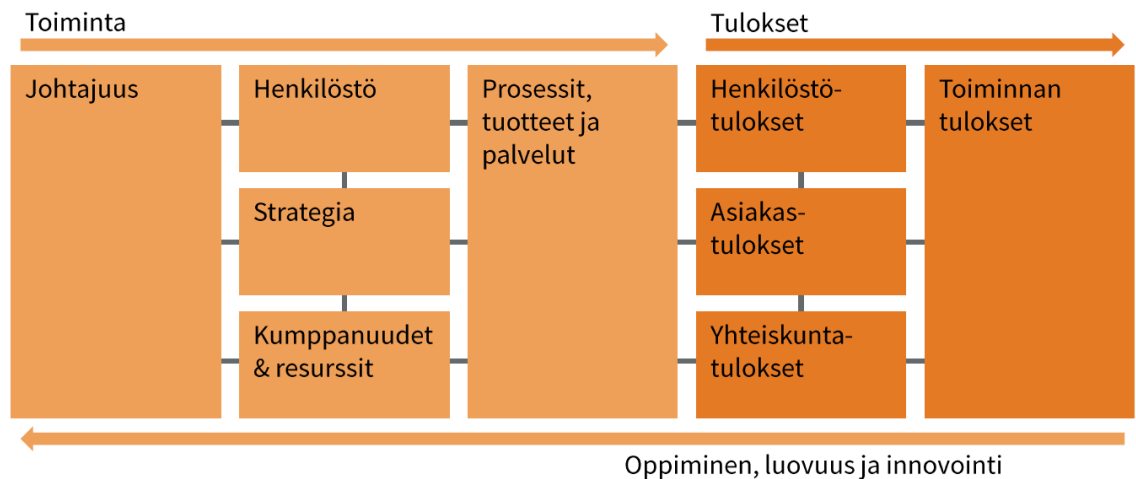 Toiminta
Tulokset
Johtajuus
Henkilöstö
Prosessit,
tuotteet ja
palvelut
Henkilöstö-
tulokset
Toiminnan
tulokset
Strategia
Asiakas-
tulokset
Kumppanuudet
& resurssit
Yhteiskunta-
tulokset
Oppiminen, luovuus ja innovointi